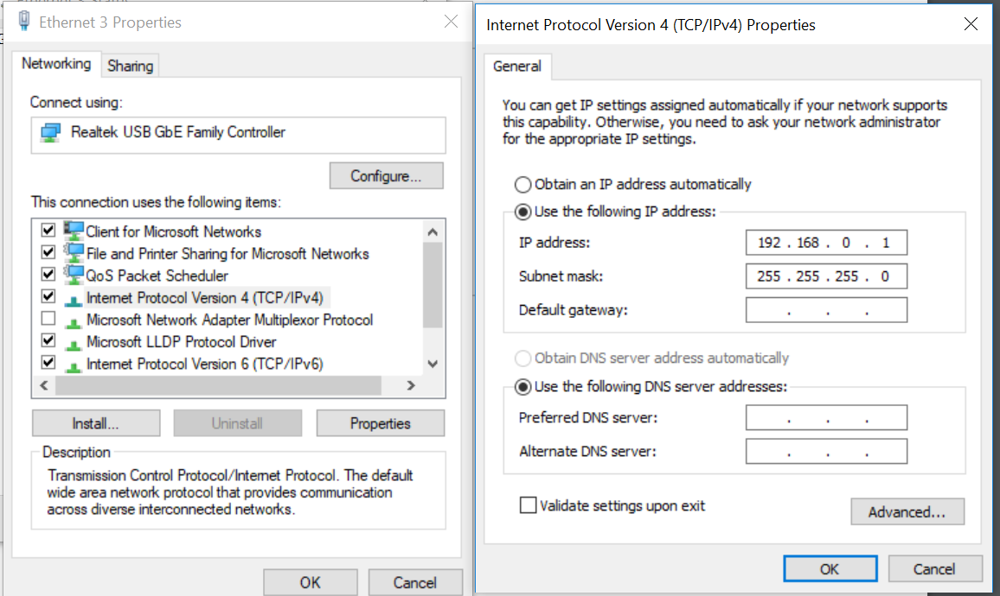 Ethernet 3 Properties
Networking
Sharing
Connect using:
Realtek USB GbE Family Controller
Configure...
This connection uses the following items:
Client for Microsoft Networks
File and Printer Sharing for Microsoft Networks
QoS Packet Scheduler
Internet Protocol Version 4 (TCP/IPv4)
Microsoft Network Adapter Multiplexor Protocol
Microsoft LLDP Protocol Driver
Internet Protocol Version 6 (TCP/IPv6)
Install...
Uninstall
Properties
Description
Transmission Control Protocol/Internet Protocol. The default
wide area network protocol that provides communication
across diverse interconnected networks.
OK
Cancel
Internet Protocol Version 4 (TCP/IPv4) Properties
General
You can get IP settings assigned automatically if your network supports
this capability. Otherwise, you need to ask your network administrator
for the appropriate IP settings.
Obtain an IP address automatically
Use the following IP address:
IP address:
192 . 168 . 0 . 1
Subnet mask:
255 . 255 . 255 . 0
Default gateway:
. . .
Obtain DNS server address automatically
Use the following DNS server addresses:
Preferred DNS server:
. . .
Alternate DNS server:
. . .
Validate settings upon exit
Advanced...
OK
Cancel